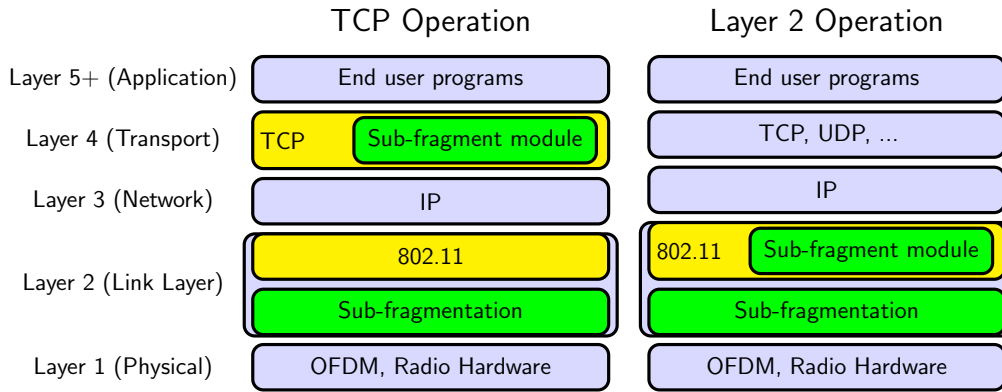 TCP Operation
Layer 2 Operation
Layer 5+ (Application)
End user programs
End user programs
Layer 4 (Transport)
TCP
Sub-fragment module
TCP, UDP, ...
Layer 3 (Network)
IP
IP
Layer 2 (Link Layer)
802.11
802.11
Sub-fragment module
Sub-fragmentation
Sub-fragmentation
Layer 1 (Physical)
OFDM, Radio Hardware
OFDM, Radio Hardware